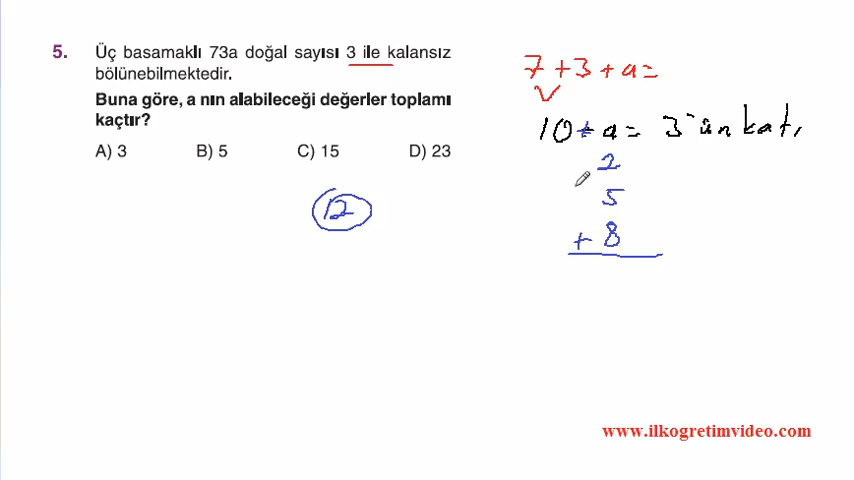 5. Üç basamaklı 73a doğal sayısı 3 ile kalansız
bölünebilmektedir.
Buna göre, a nın alabileceği değerler toplamı
kaçtır?
A) 3 B) 5 C) 15 D) 23
12
7+3+a=
10+a= 3'ün katı
2
5
+ 8
www.ilkogretimvideo.com